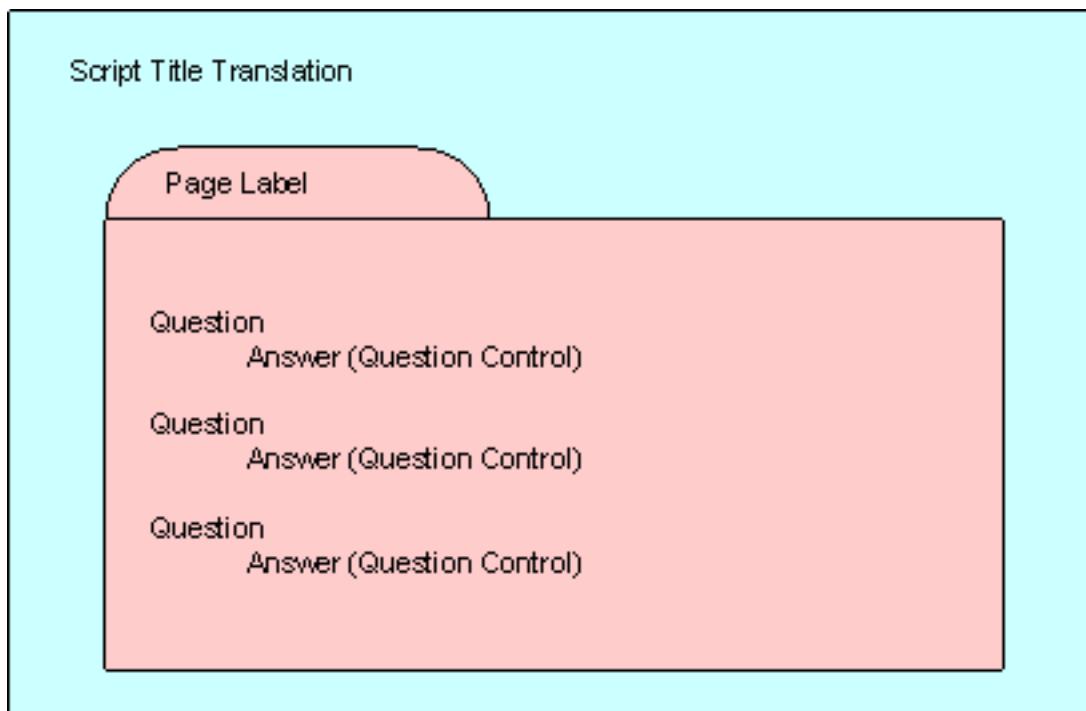 Script Title Translation
Page Label
Question
Answer (Question Control)
Question
Answer (Question Control)
Question
Answer (Question Control)